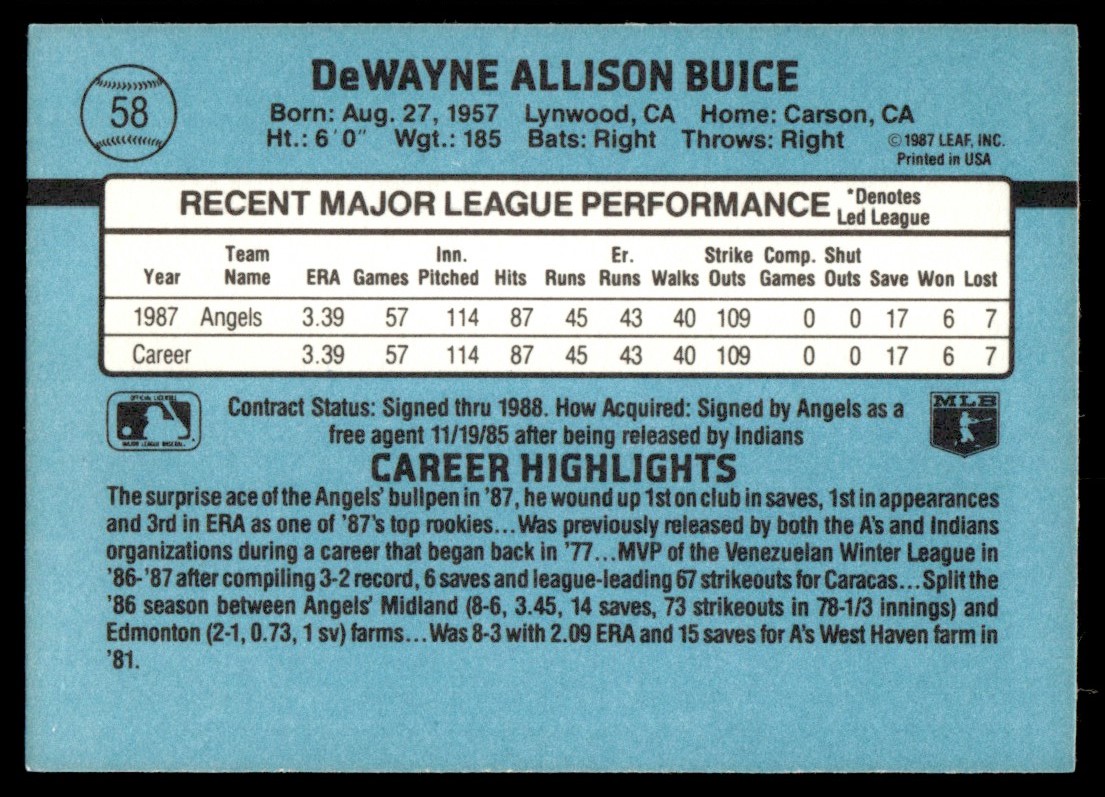 58
DeWAYNE ALLISON BUICE
Born: Aug. 27, 1957 Lynwood, CA Home: Carson, CA
Ht.: 6' 0" Wgt.: 185 Bats: Right Throws: Right
©1987 LEAF, INC.
Printed in USA
RECENT MAJOR LEAGUE PERFORMANCE *Denotes Led League
Year Team Name ERA Games Inn. Pitched Hits Runs Er. Runs Walks Strike Outs Comp. Games Shut Outs Save Won Lost
1987 Angels 3.39 57 114 87 45 43 40 109 0 0 17 6 7
Career 3.39 57 114 87 45 43 40 109 0 0 17 6 7
OFFICIAL LICENSEE
MAJOR LEAGUE BASEBALL
Contract Status: Signed thru 1988. How Acquired: Signed by Angels as a
free agent 11/19/85 after being released by Indians
MLB
CAREER HIGHLIGHTS
The surprise ace of the Angels' bullpen in '87, he wound up 1st on club in saves, 1st in appearances
and 3rd in ERA as one of '87's top rookies...Was previously released by both the A's and Indians
organizations during a career that began back in '77...MVP of the Venezuelan Winter League in
'86-'87 after compiling 3-2 record, 6 saves and league-leading 67 strikeouts for Caracas...Split the
'86 season between Angels' Midland (8-6, 3.45, 14 saves, 73 strikeouts in 78-1/3 innings) and
Edmonton (2-1, 0.73, 1 sv) farms...Was 8-3 with 2.09 ERA and 15 saves for A's West Haven farm in
'81.